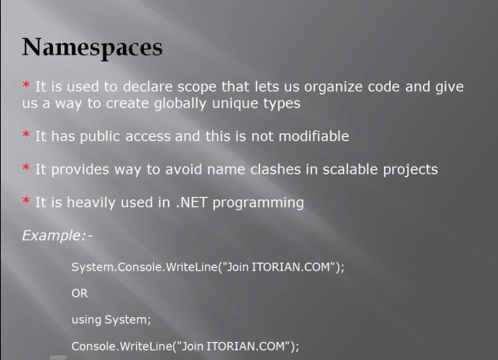 Namespaces
* It is used to declare scope that lets us organize code and give
us a way to create globally unique types
* It has public access and this is not modifiable
* It provides way to avoid name clashes in scalable projects
* It is heavily used in .NET programming
Example:-
System.Console.WriteLine("Join ITORIAN.COM");
OR
using System;
Console.WriteLine("Join ITORIAN.COM");